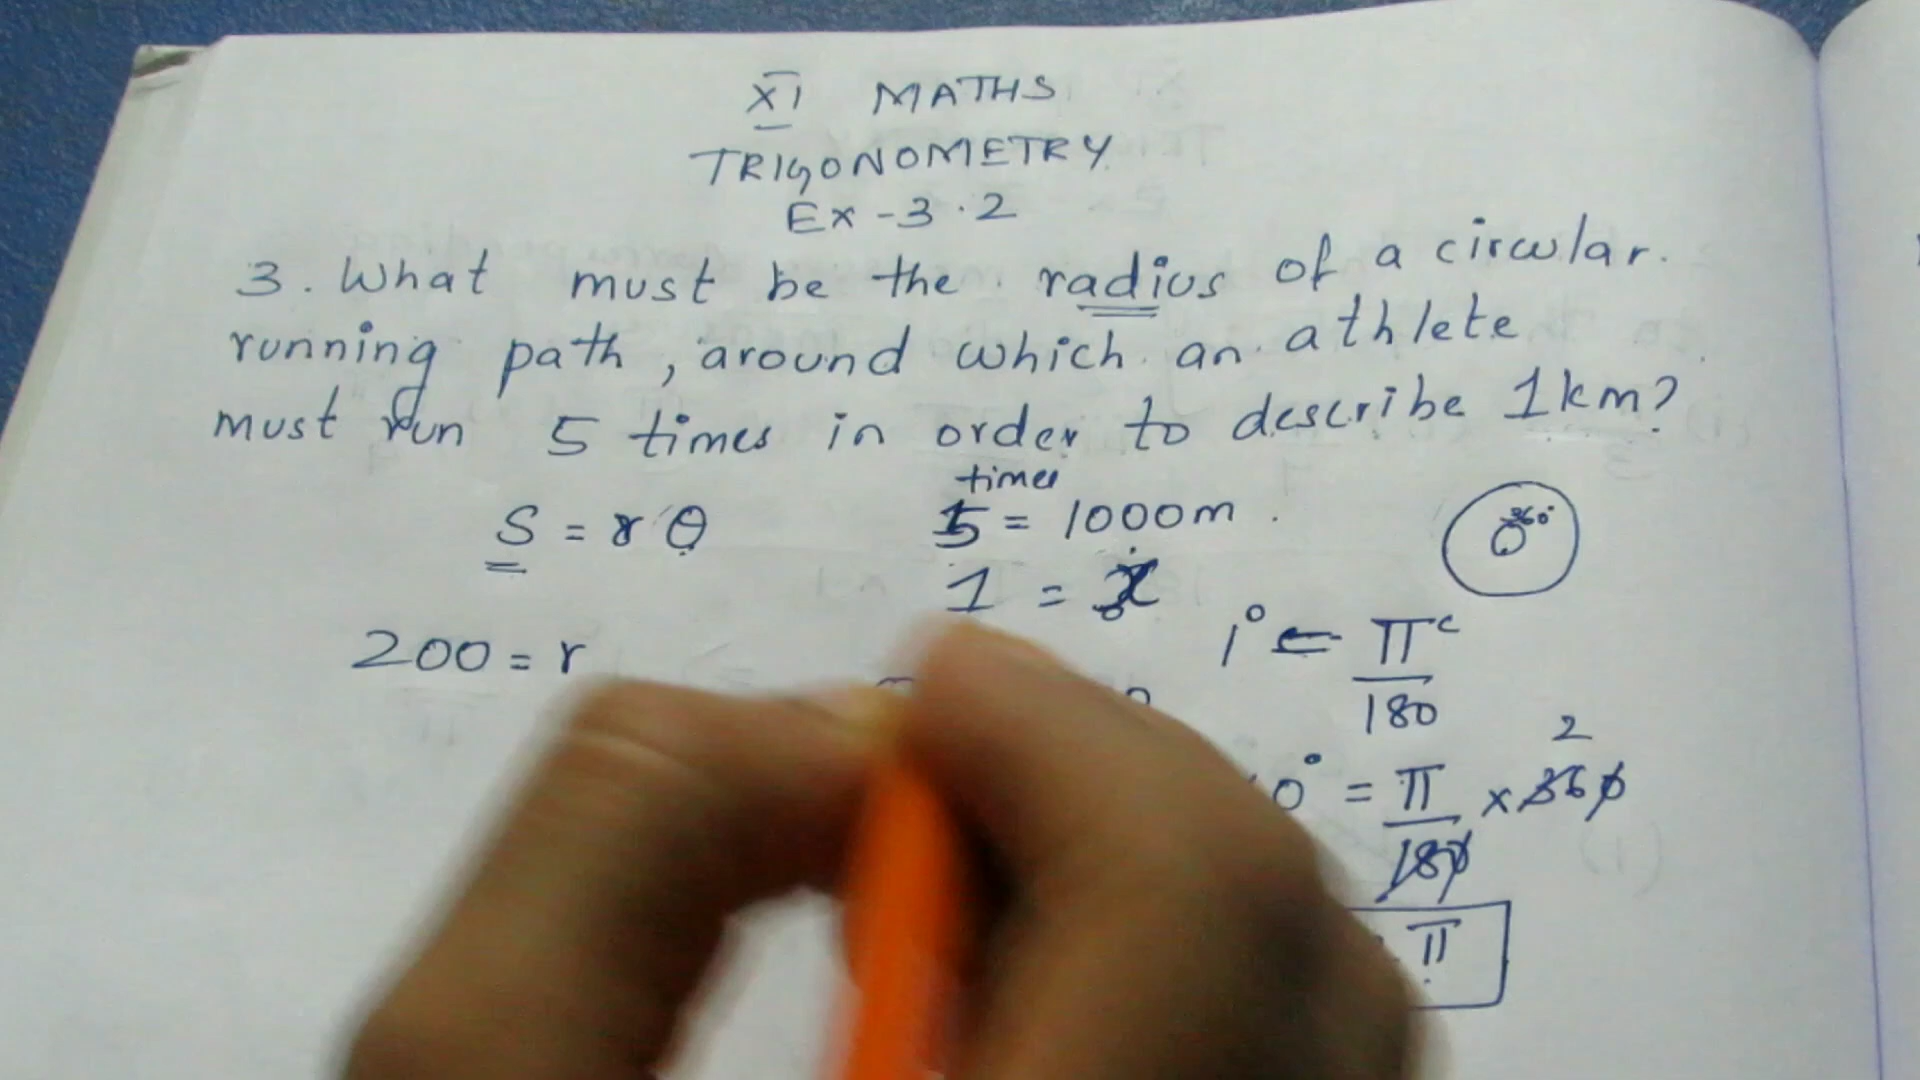 XI MATHS
TRIGONOMETRY
Ex - 3.2
3. What must be the radius of a circular
running path, around which an athlete
must run 5 times in order to describe 1km?
S = rθ
times
5 = 1000m
360°
1 = x
200 = r
1° = π^c
180
2
0° = π × 360
180
π